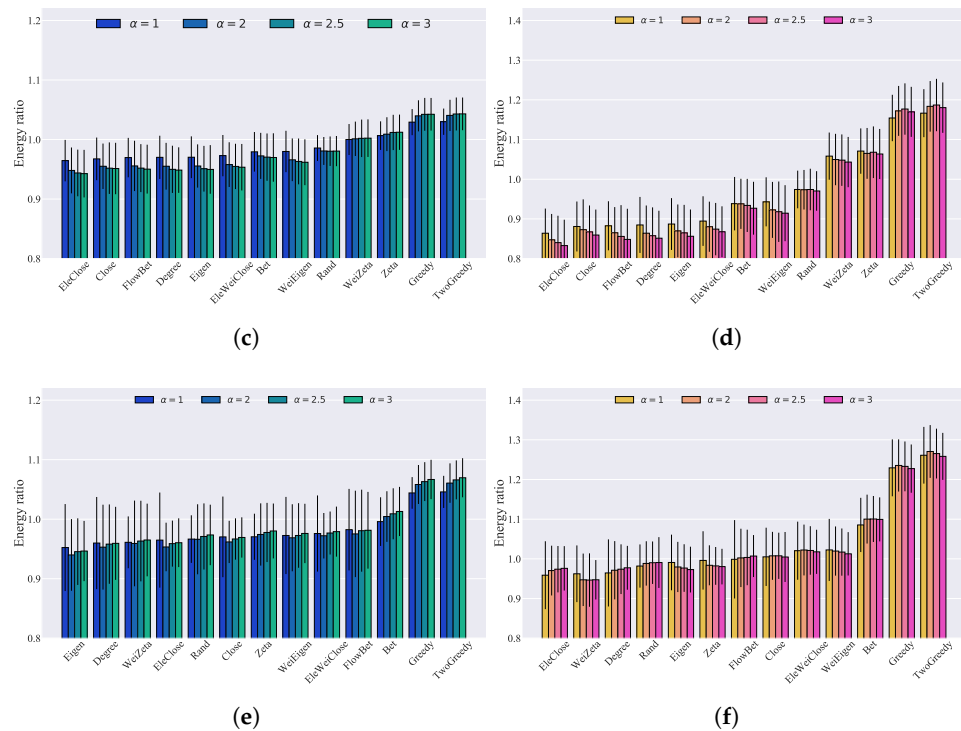 1.2
1.1
1.0
0.9
0.8
Energy ratio
α = 1
α = 2
α = 2.5
α = 3
EleClose
Close
FlowBet
Degree
Eigen
EleWeiClose
Bet
WeiEigen
Rand
WeiZeta
Zeta
Greedy
TwoGreedy
(c)
1.4
1.3
1.2
1.1
1.0
0.9
0.8
Energy ratio
α = 1
α = 2
α = 2.5
α = 3
EleClose
Close
FlowBet
Degree
Eigen
EleWeiClose
Bet
WeiEigen
Rand
WeiZeta
Zeta
Greedy
TwoGreedy
(d)
1.2
1.1
1.0
0.9
0.8
Energy ratio
α = 1
α = 2
α = 2.5
α = 3
Eigen
Degree
WeiZeta
EleClose
Rand
Close
Zeta
WeiEigen
EleWeiClose
FlowBet
Bet
Greedy
TwoGreedy
(e)
1.4
1.3
1.2
1.1
1.0
0.9
0.8
Energy ratio
α = 1
α = 2
α = 2.5
α = 3
EleClose
WeiZeta
Degree
Rand
Eigen
Zeta
FlowBet
Close
EleWeiClose
WeiEigen
Bet
Greedy
TwoGreedy
(f)